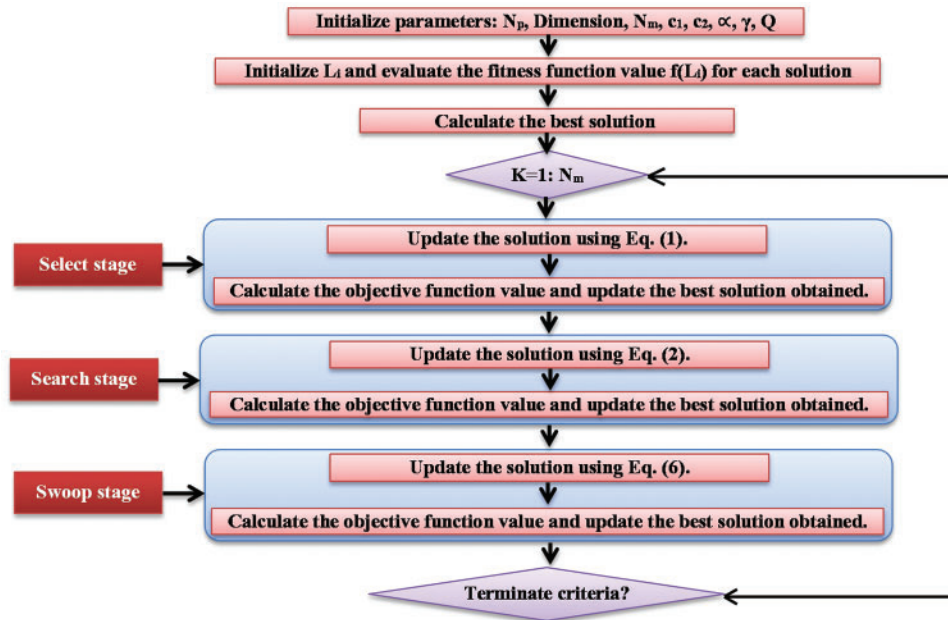 Initialize parameters: Nₚ, Dimension, Nₘ, c₁, c₂, ∝, γ, Q
Initialize Lᵢ and evaluate the fitness function value f(Lᵢ) for each solution
Calculate the best solution
K=1: Nₘ
Select stage
Update the solution using Eq. (1).
Calculate the objective function value and update the best solution obtained.
Search stage
Update the solution using Eq. (2).
Calculate the objective function value and update the best solution obtained.
Swoop stage
Update the solution using Eq. (6).
Calculate the objective function value and update the best solution obtained.
Terminate criteria?